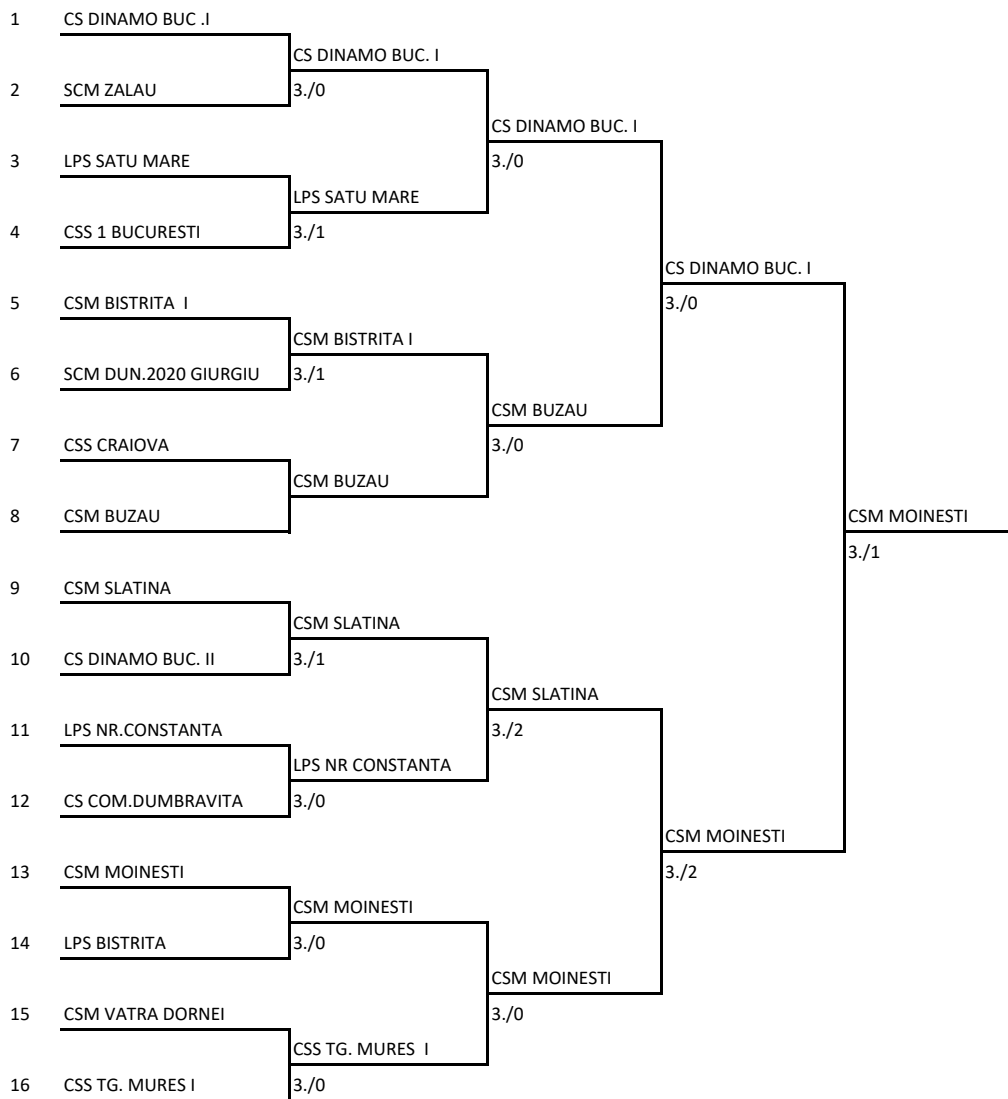 1 CS DINAMO BUC .I
CS DINAMO BUC. I
2 SCM ZALAU 3./0
CS DINAMO BUC. I
3 LPS SATU MARE 3./0
LPS SATU MARE
4 CSS 1 BUCURESTI 3./1
CS DINAMO BUC. I
5 CSM BISTRITA  I 3./0
CSM BISTRITA I
6 SCM DUN.2020 GIURGIU 3./1
CSM BUZAU
7 CSS CRAIOVA 3./0
CSM BUZAU
8 CSM BUZAU CSM MOINESTI
3./1
9 CSM SLATINA
CSM SLATINA
10 CS DINAMO BUC. II 3./1
CSM SLATINA
11 LPS NR.CONSTANTA 3./2
LPS NR CONSTANTA
12 CS COM.DUMBRAVITA 3./0
CSM MOINESTI
13 CSM MOINESTI 3./2
CSM MOINESTI
14 LPS BISTRITA 3./0
CSM MOINESTI
15 CSM VATRA DORNEI 3./0
CSS TG. MURES  I
16 CSS TG. MURES I 3./0